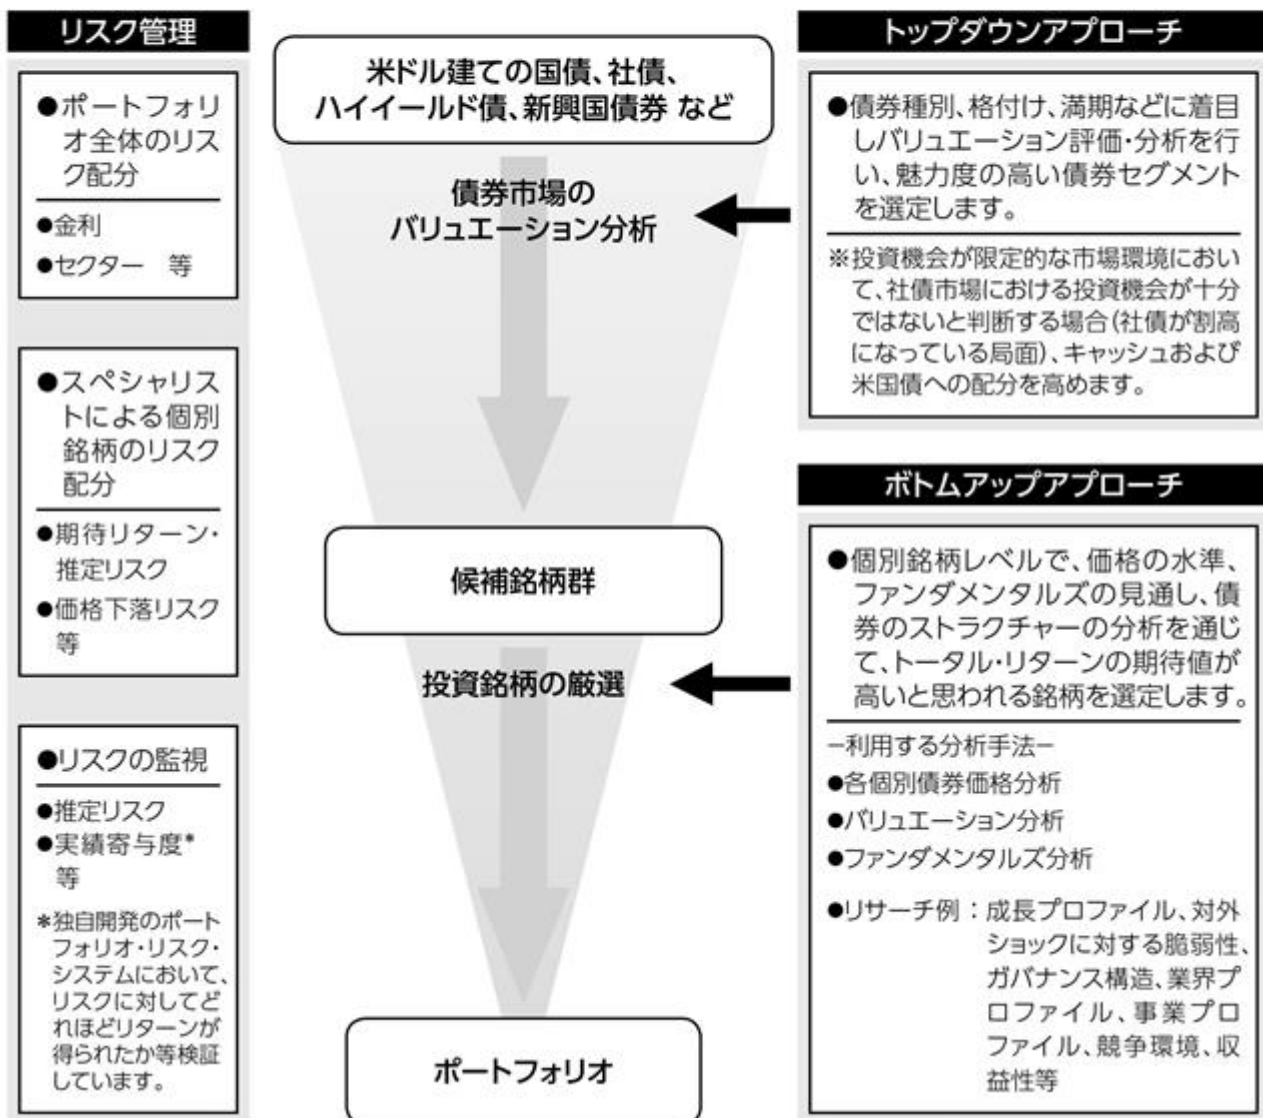 リスク管理
●ポートフォリ
オ全体のリス
ク配分
●金利
●セクター 等
●スペシャリス
トによる個別
銘柄のリスク
配分
●期待リターン・
推定リスク
●価格下落リスク
等
●リスクの監視
●推定リスク
●実績寄与度*
等
*独自開発のポート
フォリオ・リスク・
システムにおいて、
リスクに対してど
れほどリターンが
得られたか等検証
しています。
米ドル建ての国債、社債、
ハイイールド債、新興国債券 など
債券市場の
バリュエーション分析
候補銘柄群
投資銘柄の厳選
ポートフォリオ
トップダウンアプローチ
●債券種別、格付け、満期などに着目
しバリュエーション評価・分析を行
い、魅力度の高い債券セグメント
を選定します。
※投資機会が限定的な市場環境におい
て、社債市場における投資機会が十分
ではないと判断する場合(社債が割高
になっている局面)、キャッシュおよび
米国債への配分を高めます。
ボトムアップアプローチ
●個別銘柄レベルで、価格の水準、
ファンダメンタルズの見通し、債
券のストラクチャーの分析を通じ
て、トータル・リターンの期待値が
高いと思われる銘柄を選定します。
−利用する分析手法−
●各個別債券価格分析
●バリュエーション分析
●ファンダメンタルズ分析
●リサーチ例：成長プロファイル、対外
ショックに対する脆弱性、
ガバナンス構造、業界プ
ロファイル、事業プロ
ファイル、競争環境、収
益性等